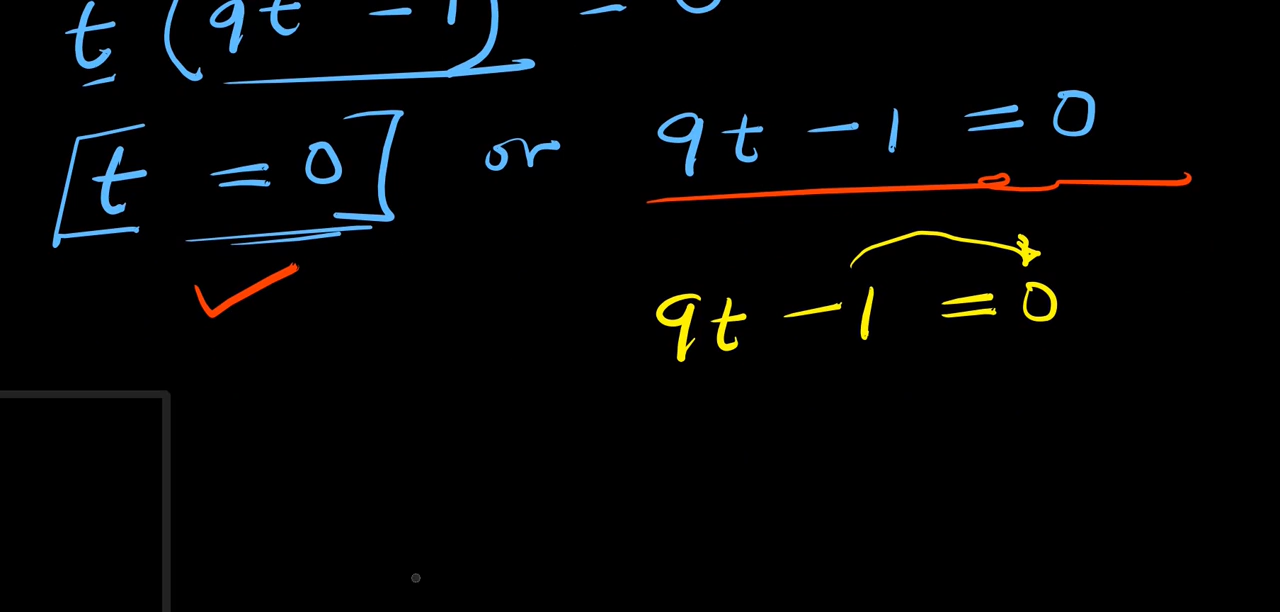 t (9t - 1) = 0
[t = 0] or 9t - 1 = 0
9t - 1 = 0